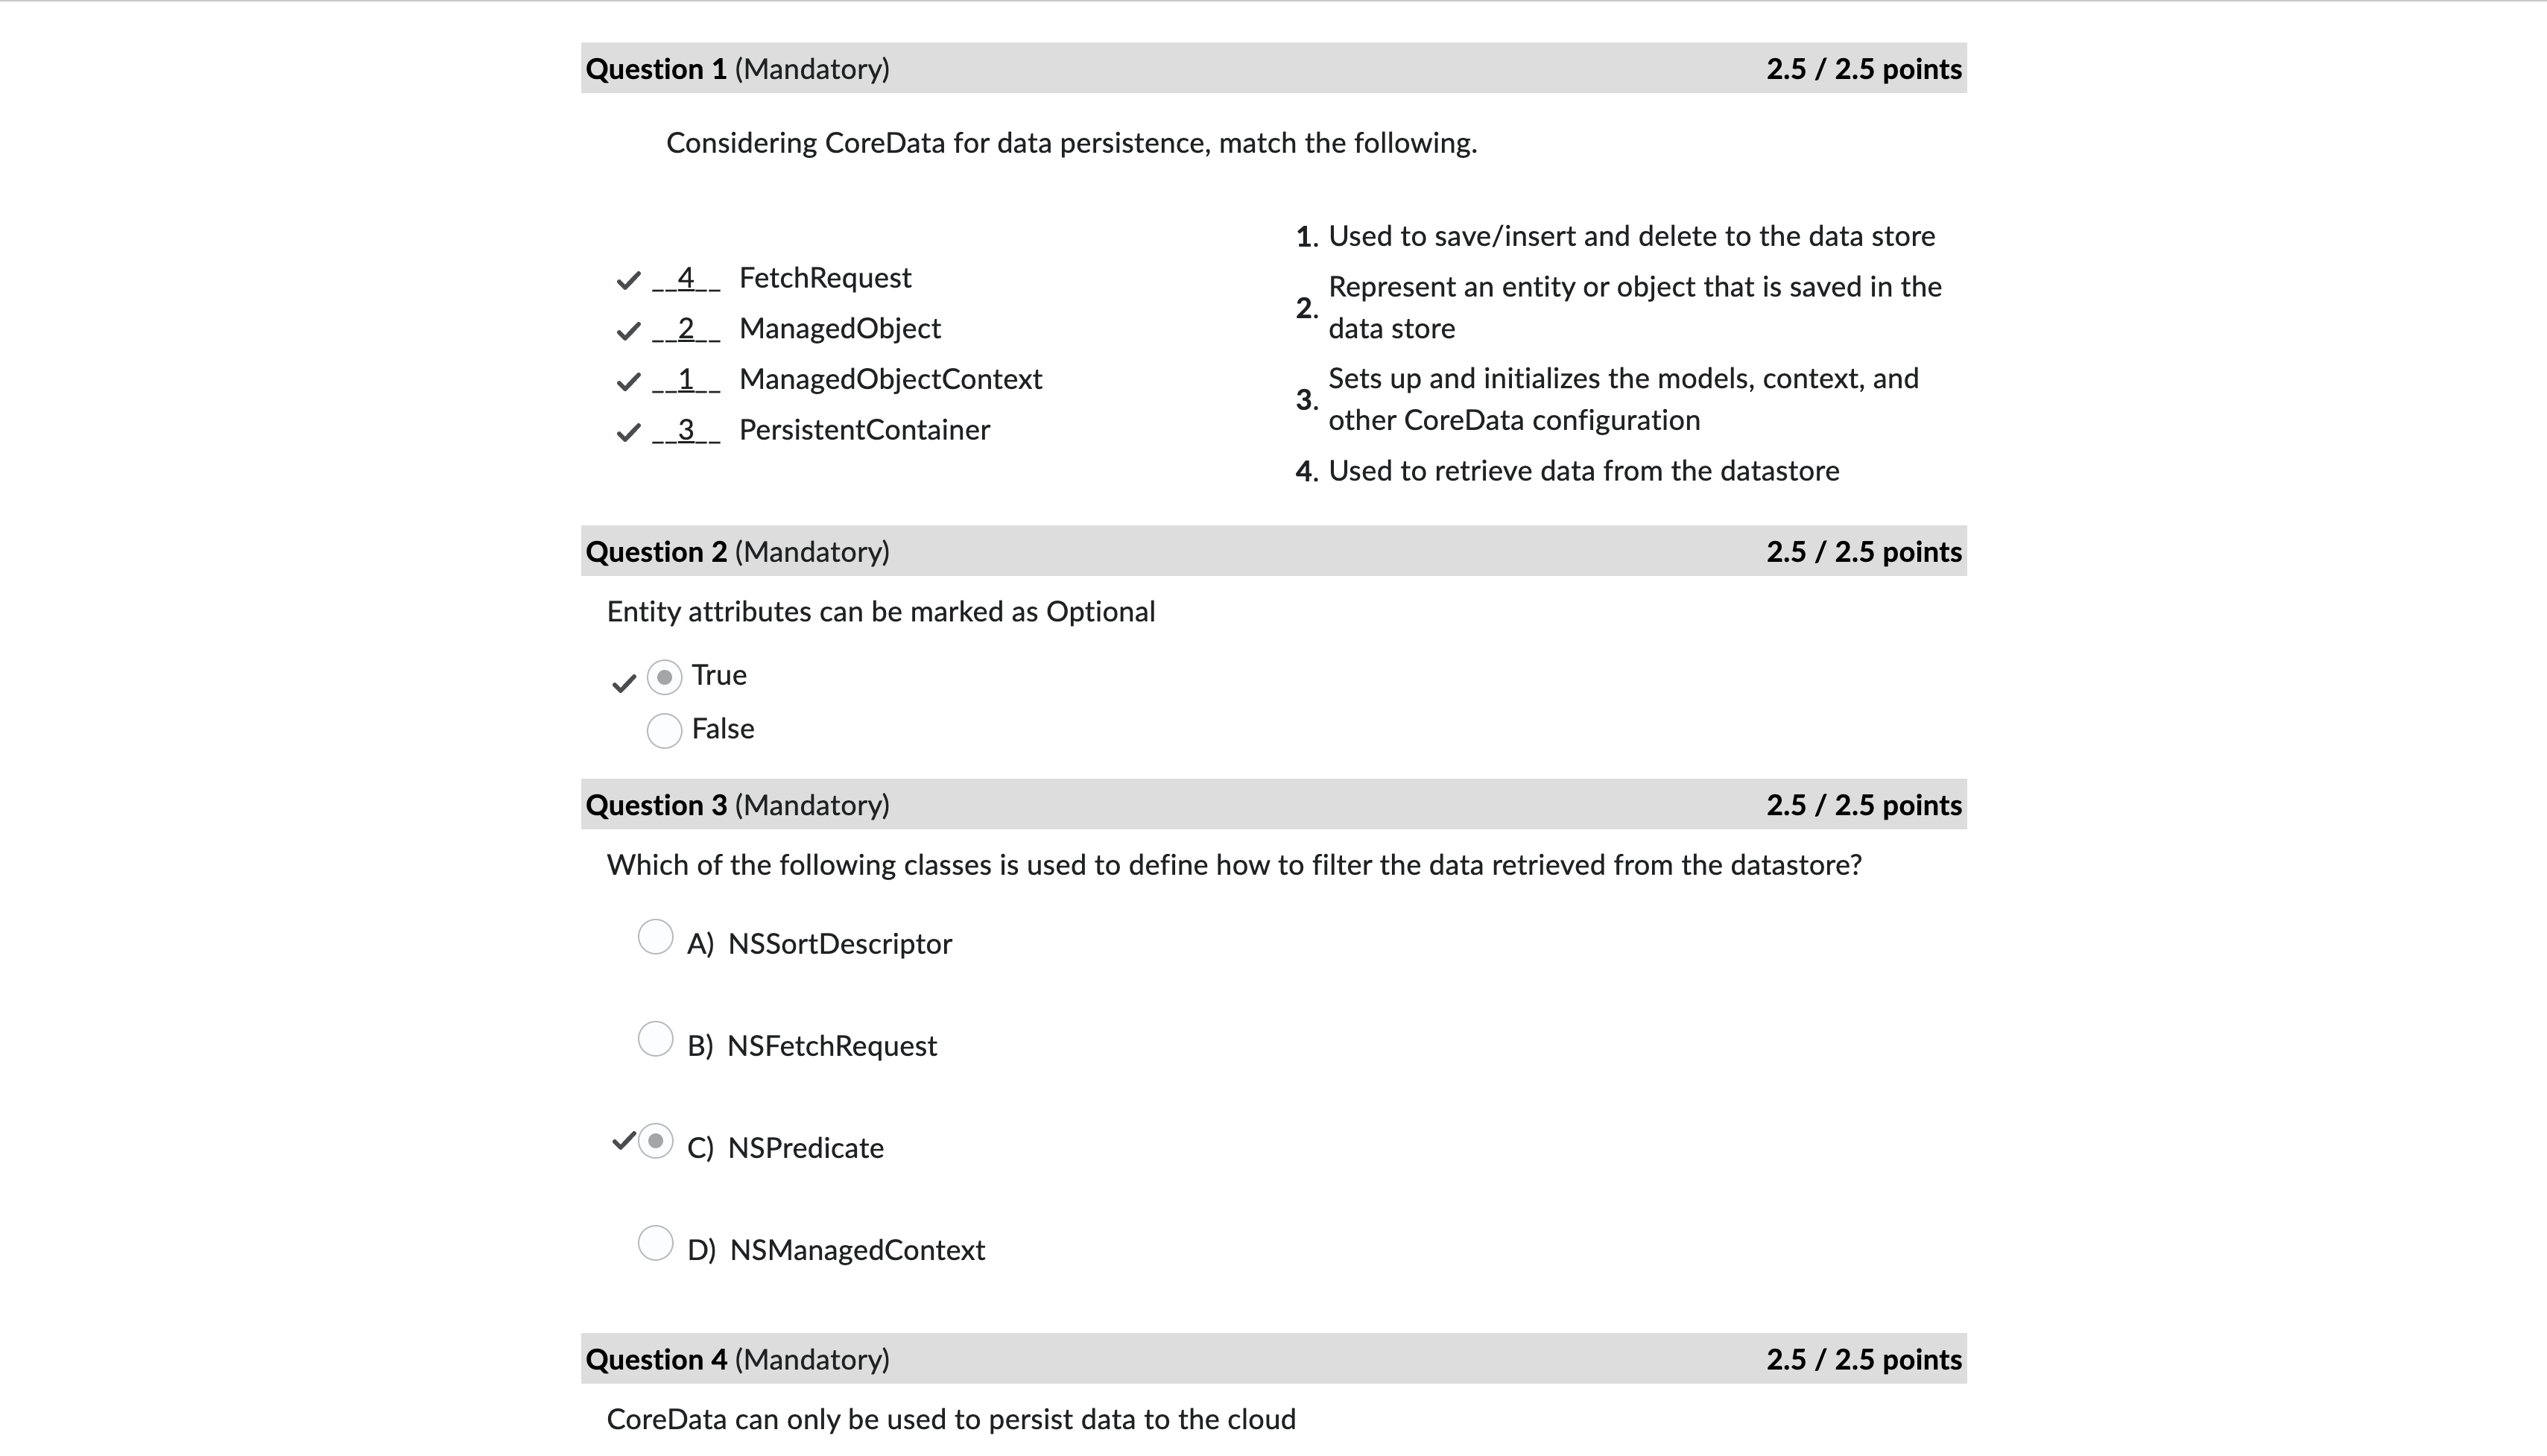 Question 1 (Mandatory) 2.5 / 2.5 points
Considering CoreData for data persistence, match the following.
__4__ FetchRequest
__2__ ManagedObject
__1__ ManagedObjectContext
__3__ PersistentContainer
1. Used to save/insert and delete to the data store
2. Represent an entity or object that is saved in the
data store
3. Sets up and initializes the models, context, and
other CoreData configuration
4. Used to retrieve data from the datastore
Question 2 (Mandatory) 2.5 / 2.5 points
Entity attributes can be marked as Optional
True
False
Question 3 (Mandatory) 2.5 / 2.5 points
Which of the following classes is used to define how to filter the data retrieved from the datastore?
A) NSSortDescriptor
B) NSFetchRequest
C) NSPredicate
D) NSManagedContext
Question 4 (Mandatory) 2.5 / 2.5 points
CoreData can only be used to persist data to the cloud